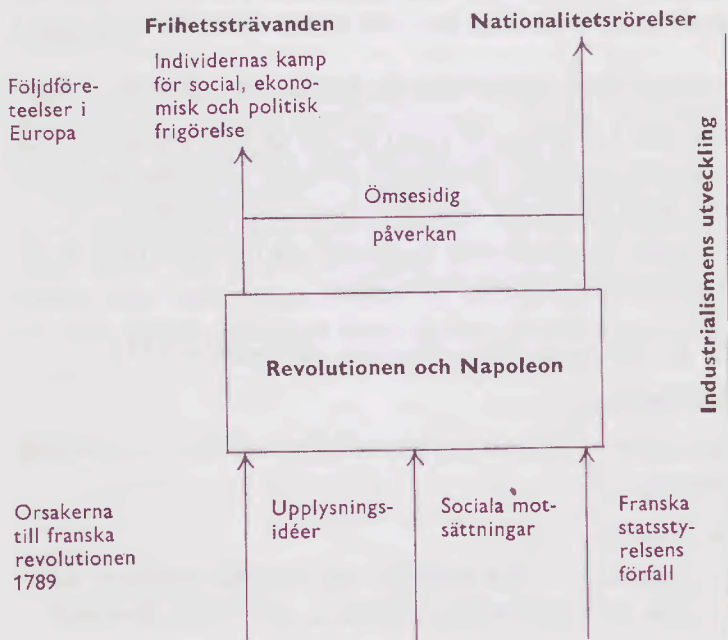 Frihetssträvanden
Nationalitetsrörelser
Individernas kamp
för social, ekono-
misk och politisk
frigörelse
Följdföre-
teelser i
Europa
Ömsesidig
påverkan
Industrialismens utveckling
Revolutionen och Napoleon
Orsakerna
till franska
revolutionen
1789
Upplysnings-
idéer
Sociala mot-
sättningar
Franska
statssty-
relsens
förfall